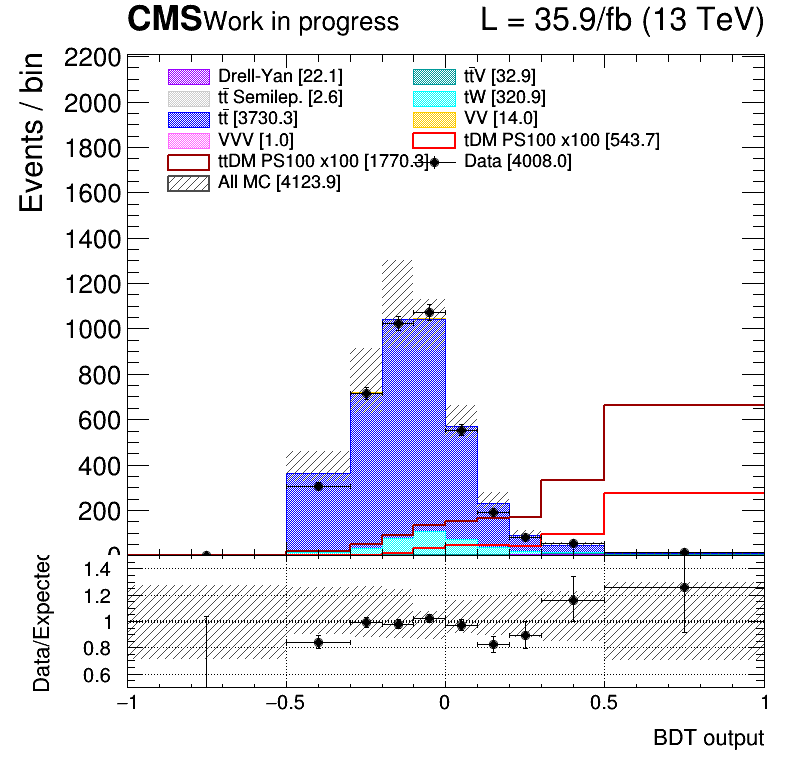 CMS Work in progress L = 35.9/fb (13 TeV)
Events / bin
2200
2000
1800
1600
1400
1200
1000
800
600
400
200
0
Drell-Yan [22.1] tt̄V [32.9]
tt̄ Semilep. [2.6] tW [320.9]
tt̄ [3730.3] VV [14.0]
VVV [1.0] tDM PS100 x100 [543.7]
ttDM PS100 x100 [1770.3] Data [4008.0]
All MC [4123.9]
Data/Expected
1.4
1.2
1
0.8
0.6
−1 −0.5 0 0.5 1
BDT output